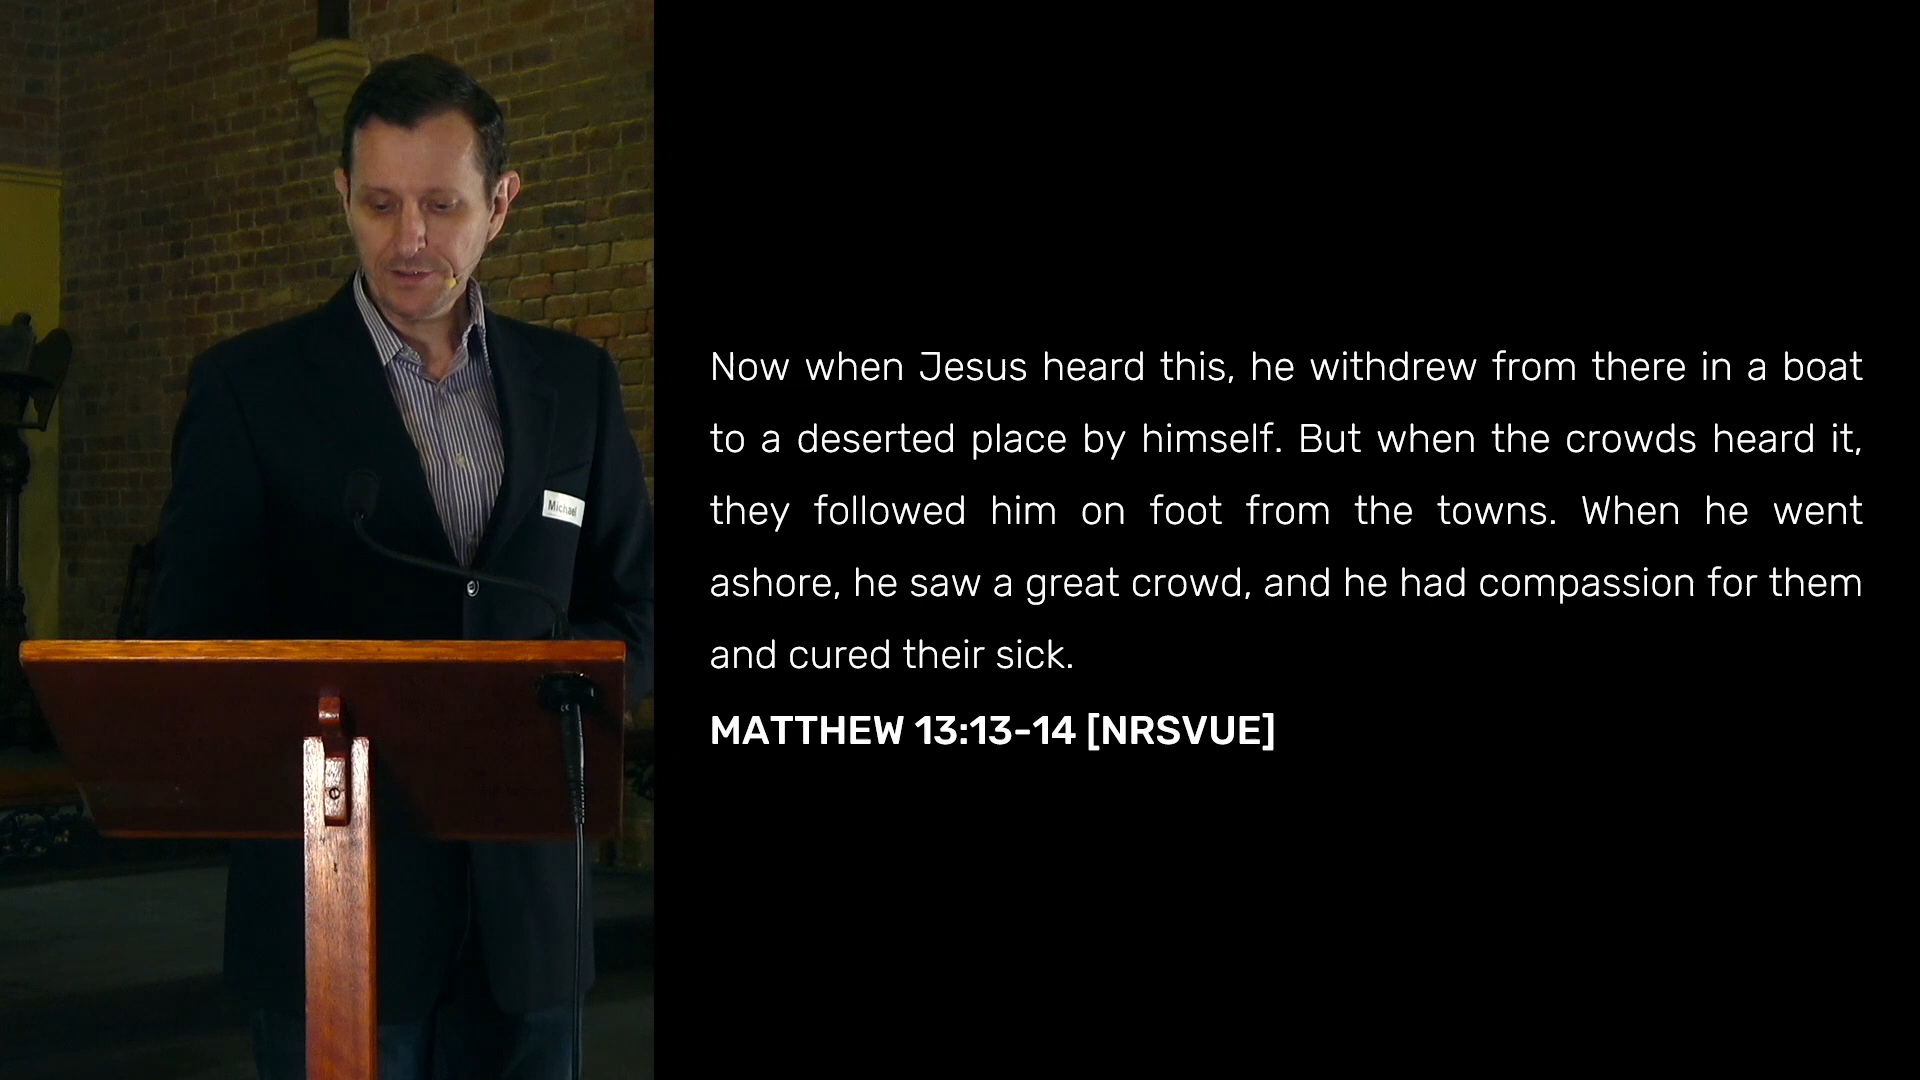 Michael
Now when Jesus heard this, he withdrew from there in a boat
to a deserted place by himself. But when the crowds heard it,
they followed him on foot from the towns. When he went
ashore, he saw a great crowd, and he had compassion for them
and cured their sick.
MATTHEW 13:13-14 [NRSVUE]